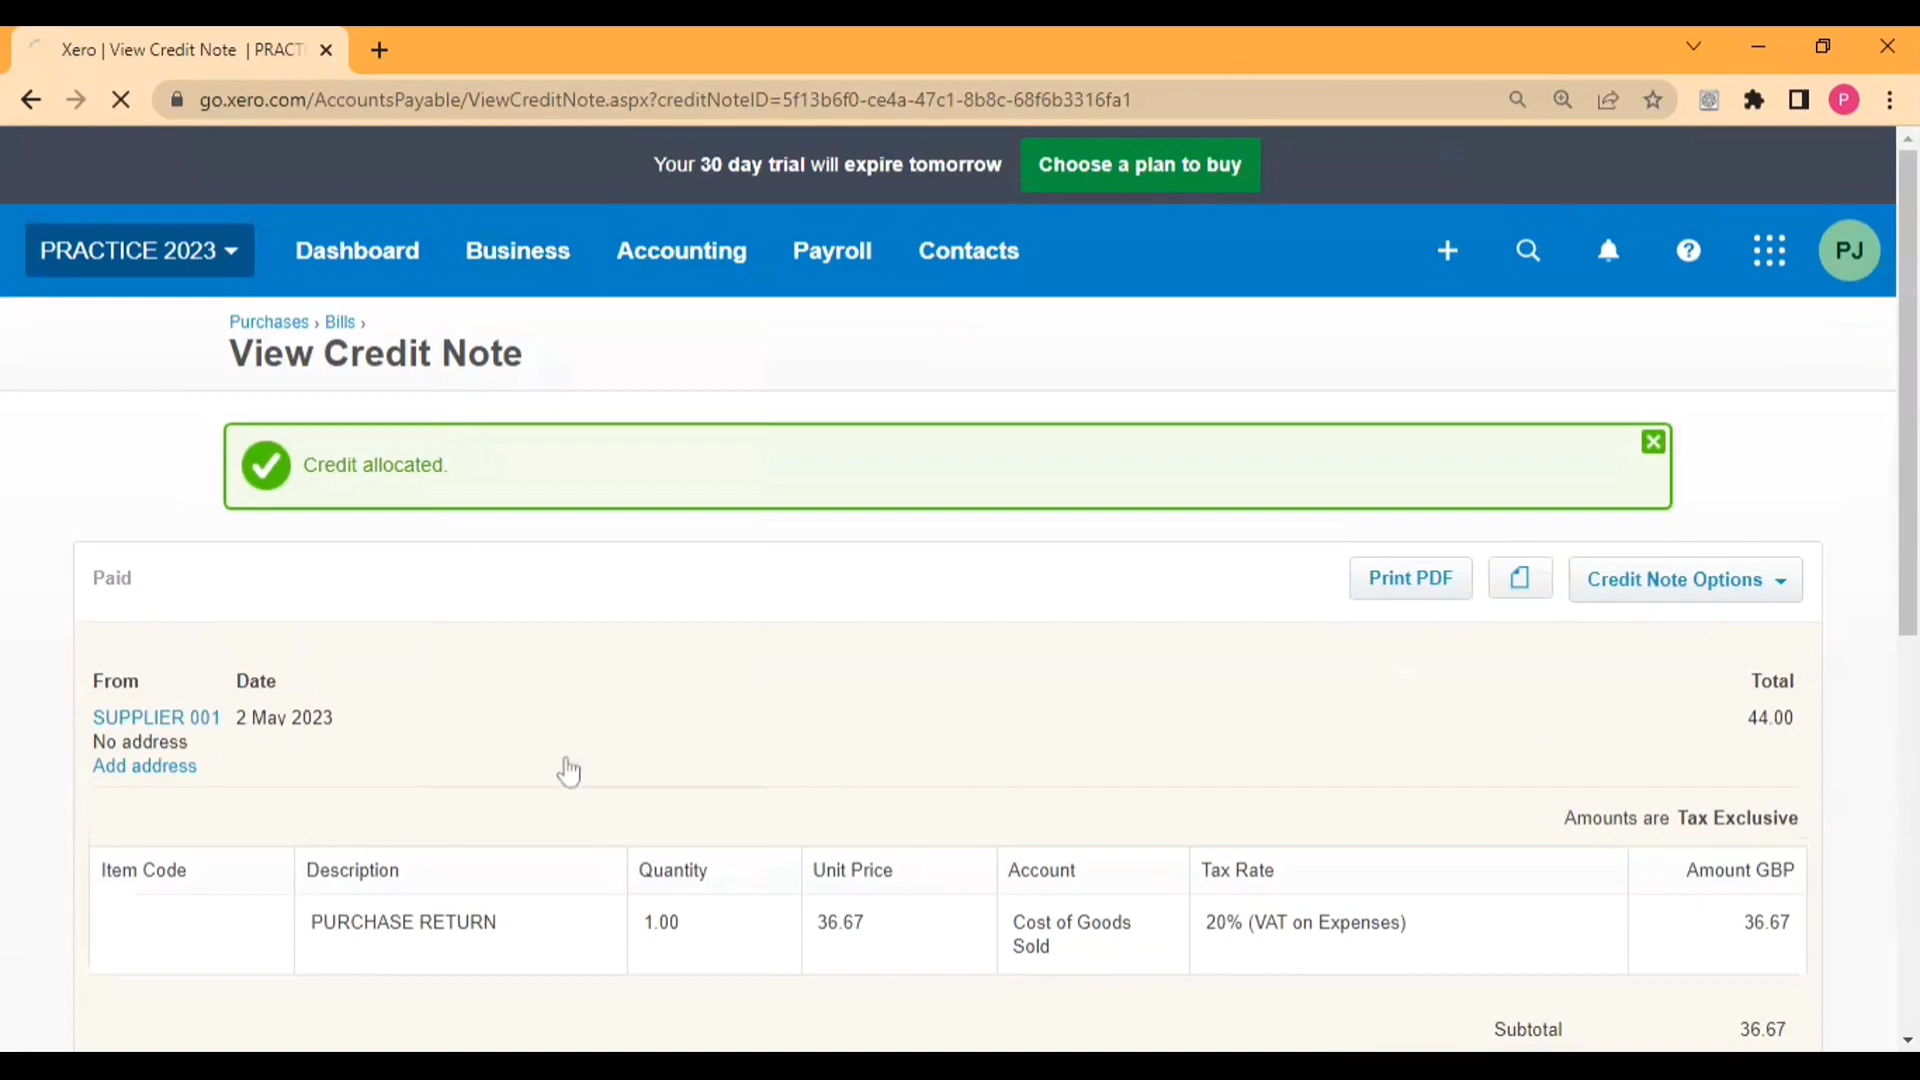 Xero | View Credit Note | PRACT
go.xero.com/AccountsPayable/ViewCreditNote.aspx?creditNoteID=5f13b6f0-ce4a-47c1-8b8c-68f6b3316fa1
P
Your 30 day trial will expire tomorrow
Choose a plan to buy
PRACTICE 2023
Dashboard
Business
Accounting
Payroll
Contacts
PJ
Purchases › Bills ›
View Credit Note
Credit allocated.
Paid
Print PDF
Credit Note Options
From Date Total
SUPPLIER 001 2 May 2023 44.00
No address
Add address
Amounts are Tax Exclusive
Item Code Description Quantity Unit Price Account Tax Rate Amount GBP
PURCHASE RETURN 1.00 36.67 Cost of Goods 20% (VAT on Expenses) 36.67
Sold
Subtotal 36.67